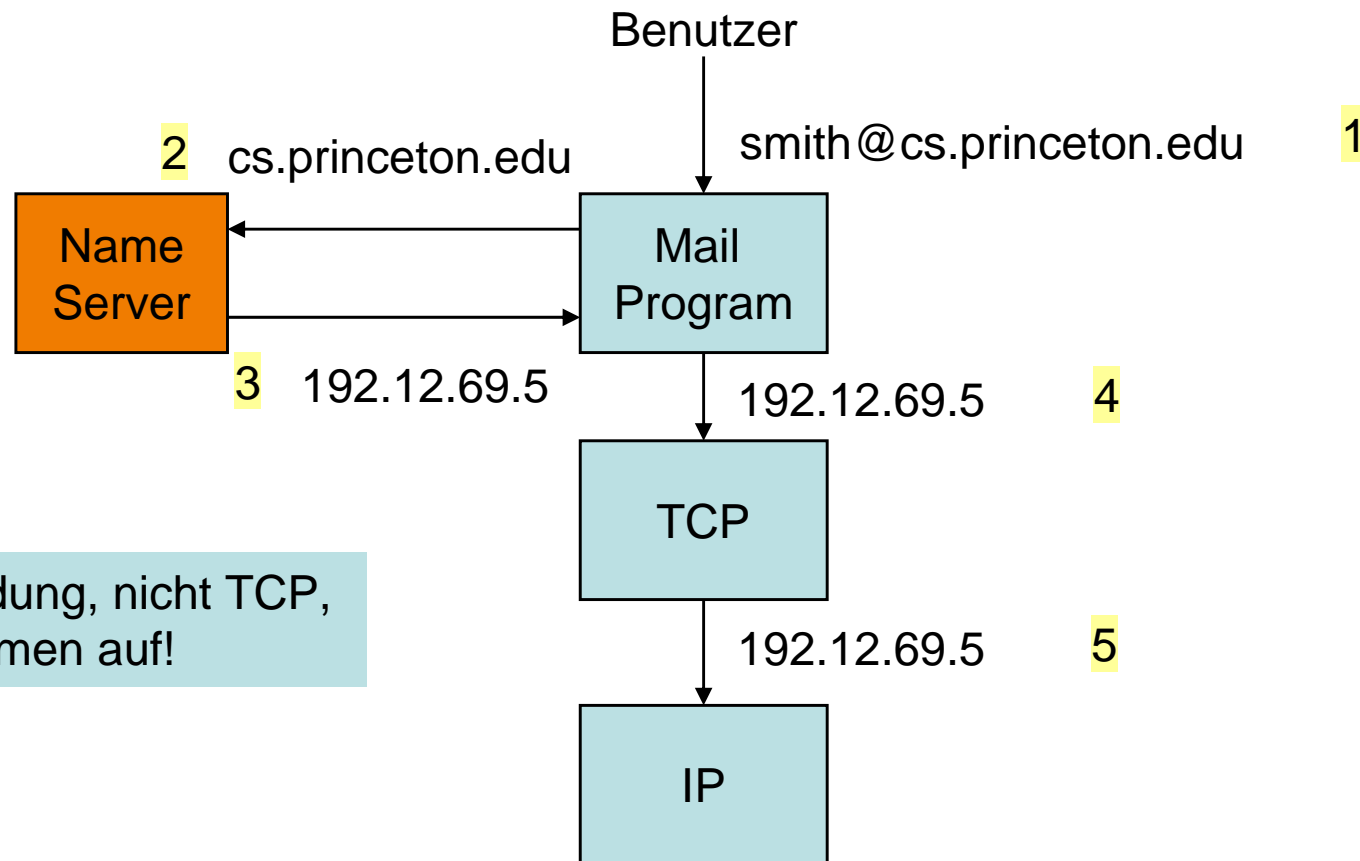 Benutzer
smith@cs.princeton.edu 1
2 cs.princeton.edu
Name
Server
Mail
Program
3 192.12.69.5
192.12.69.5 4
TCP
dung, nicht TCP,
men auf!
192.12.69.5 5
IP